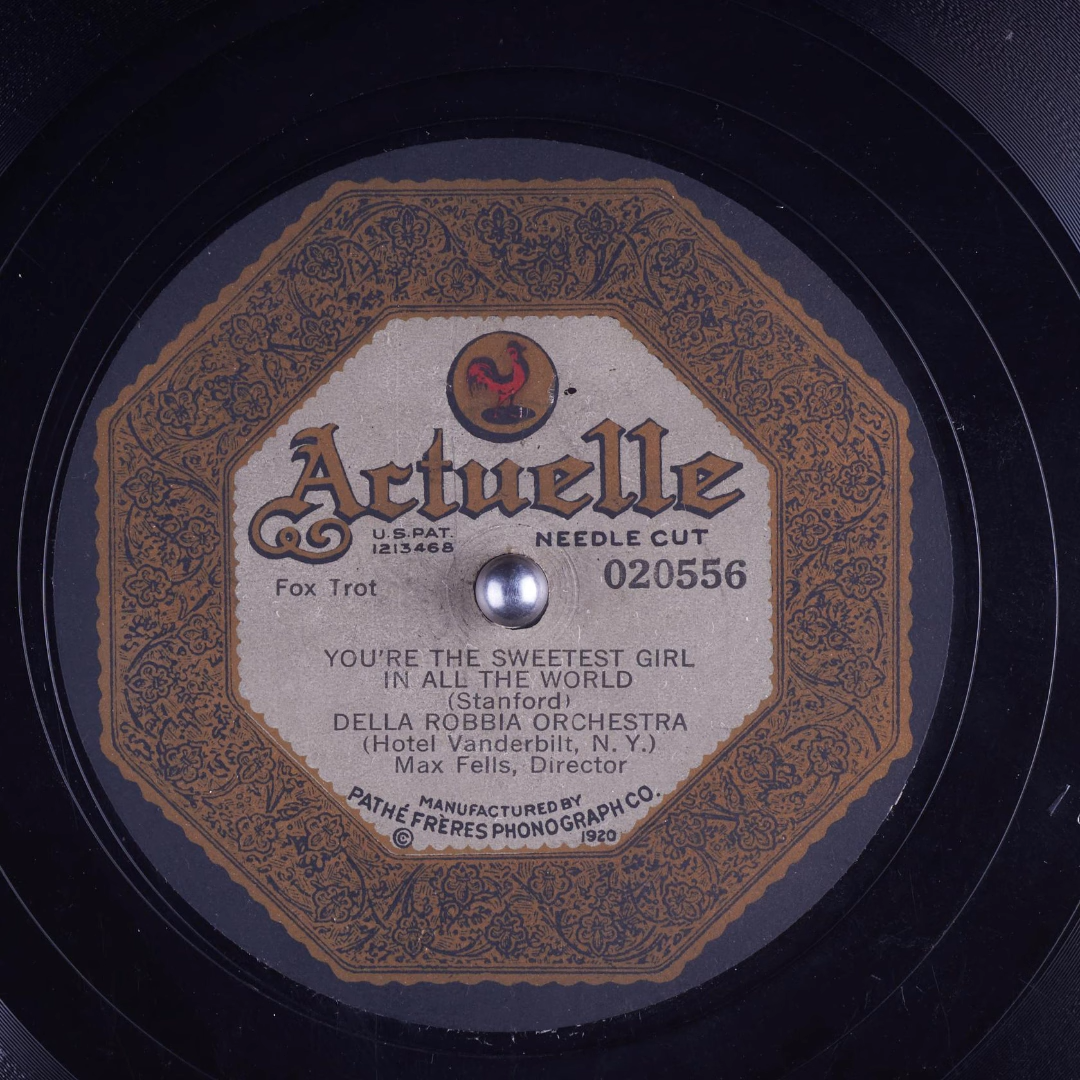 Actuelle
U.S. PAT.
1213468
NEEDLE CUT
Fox Trot
020556
YOU'RE THE SWEETEST GIRL
IN ALL THE WORLD
(Stanford)
DELLA ROBBIA ORCHESTRA
(Hotel Vanderbilt, N. Y.)
Max Fells, Director
MANUFACTURED BY
PATHÉ FRÈRES PHONOGRAPH CO.
© 1920